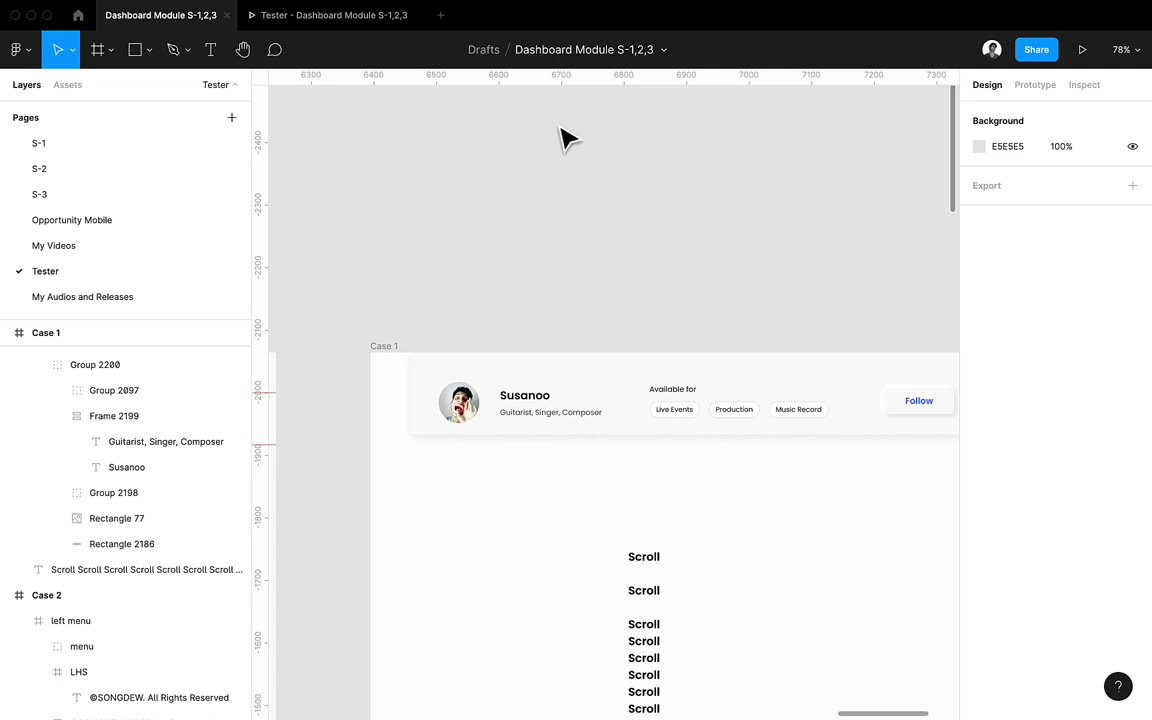 Dashboard Module S-1,2,3
Tester - Dashboard Module S-1,2,3
Drafts / Dashboard Module S-1,2,3
Share
78%
Layers
Assets
Tester
6300
6400
6500
6600
6700
6800
6900
7000
7100
7200
7300
Design
Prototype
Inspect
Pages
Background
E5E5E5
100%
Export
S-1
S-2
S-3
Opportunity Mobile
My Videos
Tester
My Audios and Releases
Case 1
Group 2200
Group 2097
Frame 2199
Guitarist, Singer, Composer
Susanoo
Group 2198
Rectangle 77
Rectangle 2186
Scroll Scroll Scroll Scroll Scroll Scroll Scroll ...
Case 2
left menu
menu
LHS
©SONGDEW. All Rights Reserved
-2400
-2300
-2200
-2100
-2000
-1900
-1800
-1700
-1600
-1500
Case 1
Susanoo
Guitarist, Singer, Composer
Available for
Live Events
Production
Music Record
Follow
Scroll
Scroll
Scroll
Scroll
Scroll
Scroll
Scroll
Scroll
?